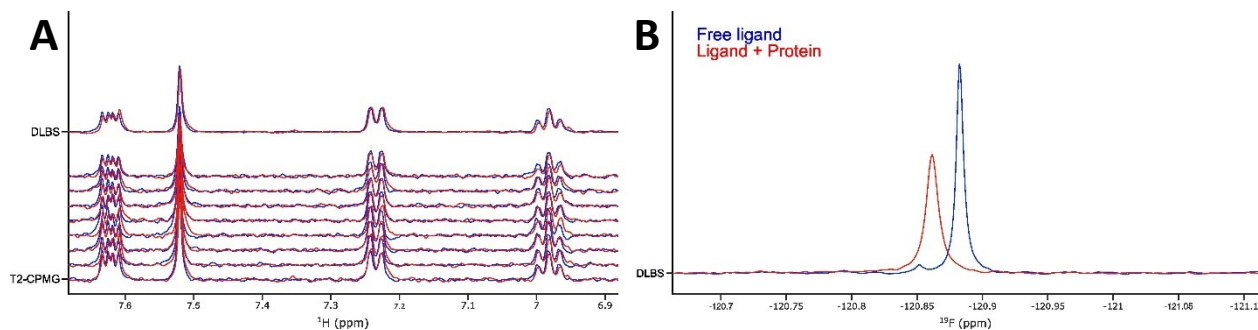 A
DLBS
T2-CPMG
7.6
7.5
7.4
7.3
7.2
7.1
7
6.9
¹H (ppm)
B
Free ligand
Ligand + Protein
DLBS
-120.7
-120.75
-120.8
-120.85
-120.9
-120.95
-121
-121.05
-121.1
¹⁹F (ppm)